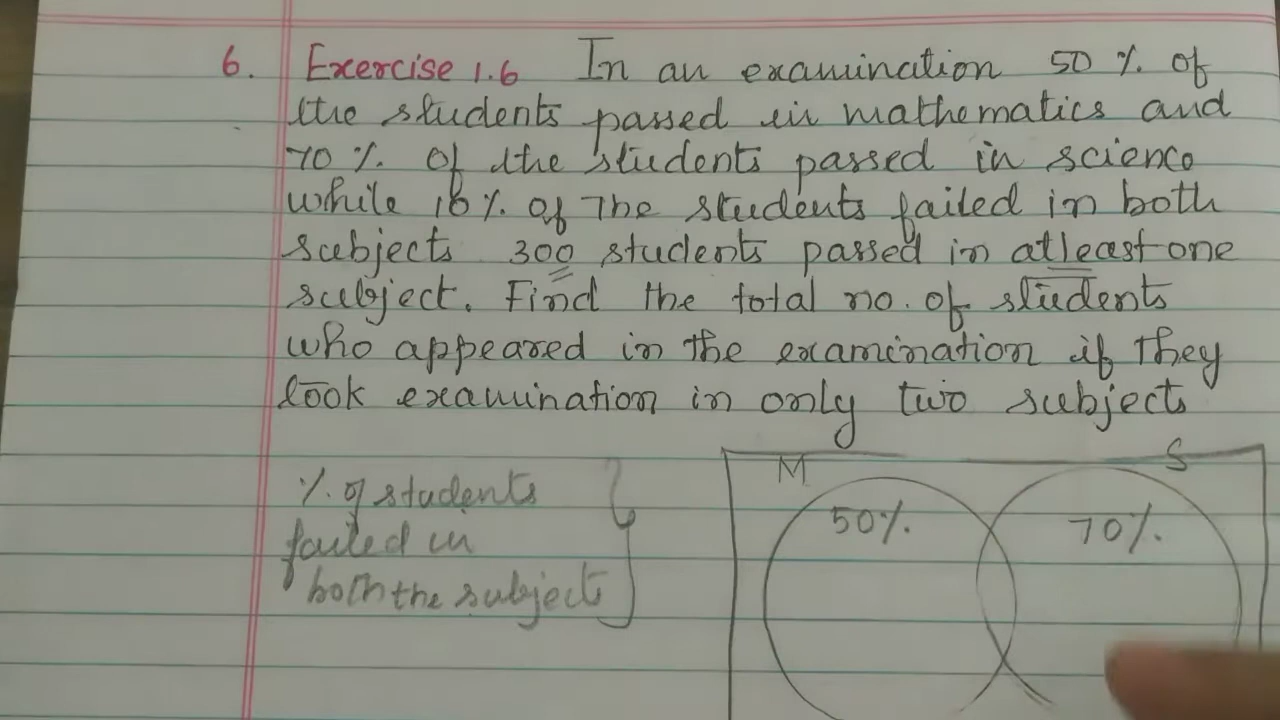 6. Exercise 1.6 In an examination 50 % of
the students passed in mathematics and
70 % of the students passed in science
while 10 % of The students failed in both
subjects 300 students passed in atleast one
subject. Find the total no. of students
who appeared in the examination if They
took examination in only two subjects
% of students
failed in
both the subject
M S
50% 70%